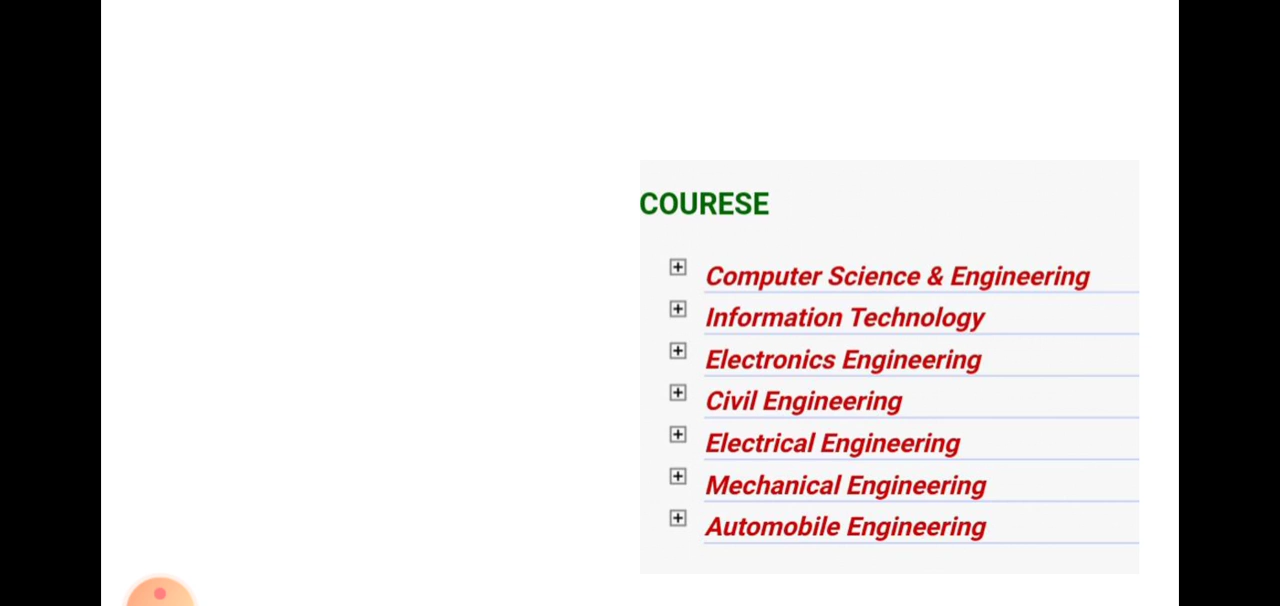 COURESE
Computer Science & Engineering
Information Technology
Electronics Engineering
Civil Engineering
Electrical Engineering
Mechanical Engineering
Automobile Engineering